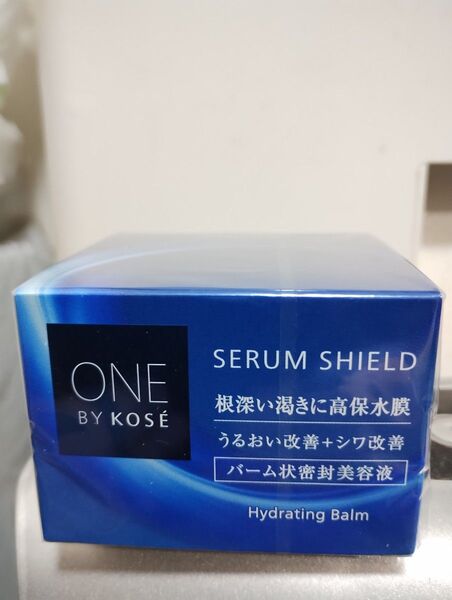 ONE
BY KOSÉ
SERUM SHIELD
根深い渇きに高保水膜
うるおい改善+シワ改善
バーム状密封美容液
Hydrating Balm